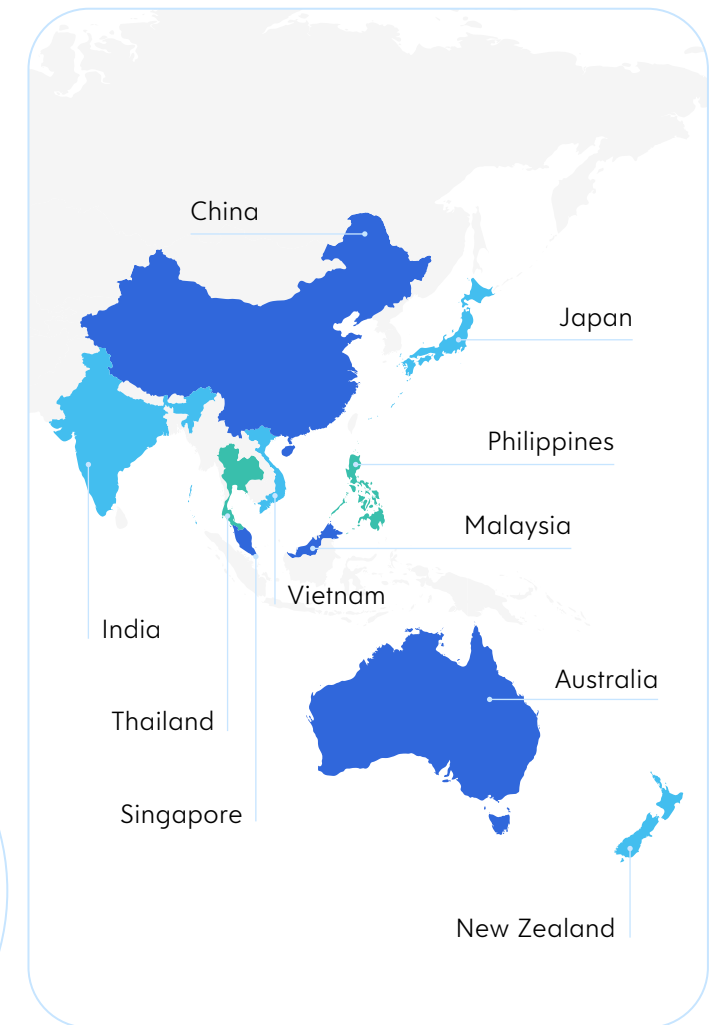 China
Japan
Philippines
Malaysia
Vietnam
India
Australia
Thailand
Singapore
New Zealand